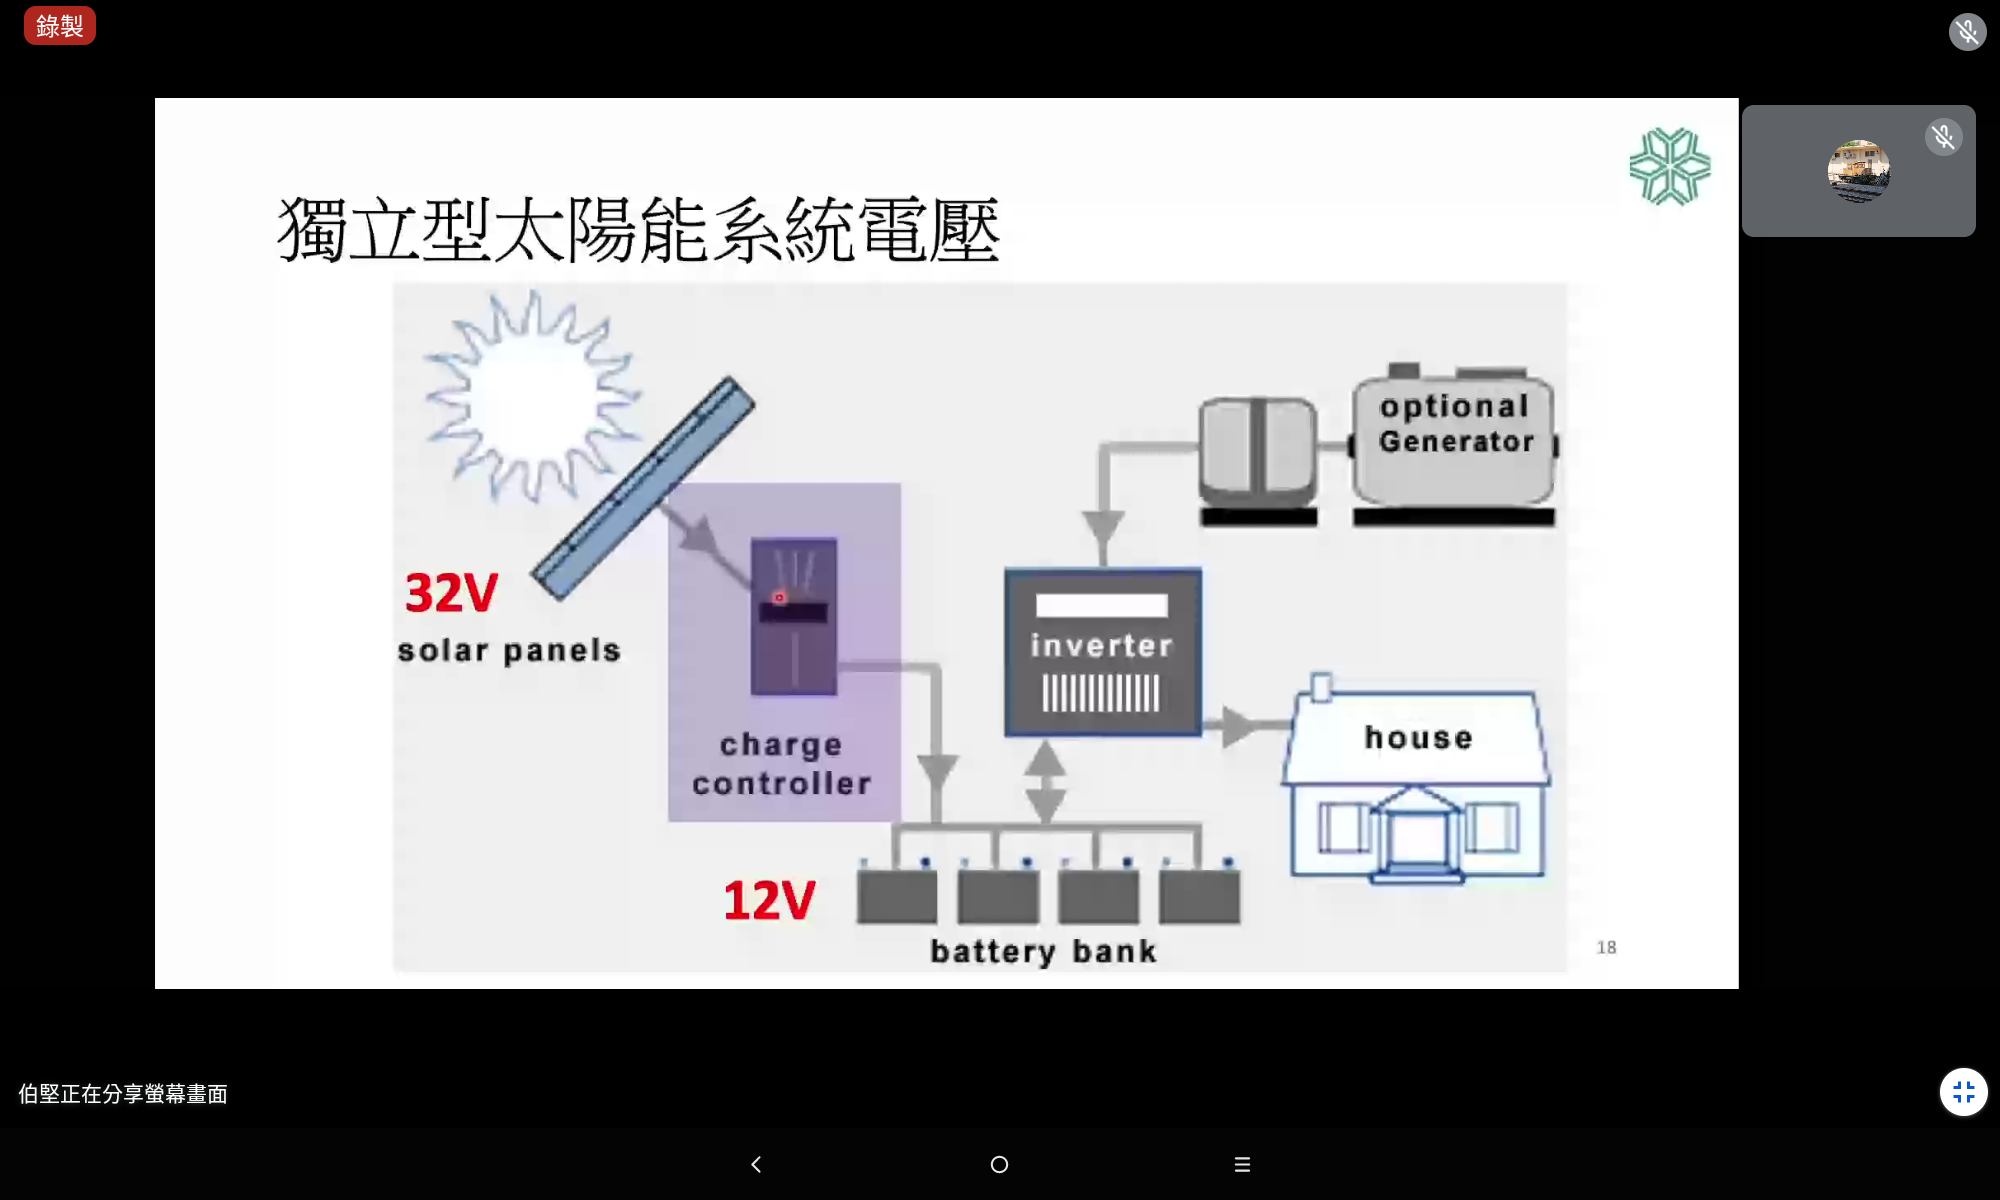 錄製
獨立型太陽能系統電壓
optional
Generator
32V
solar panels
inverter
charge
controller
house
12V
battery bank
18
伯堅正在分享螢幕畫面